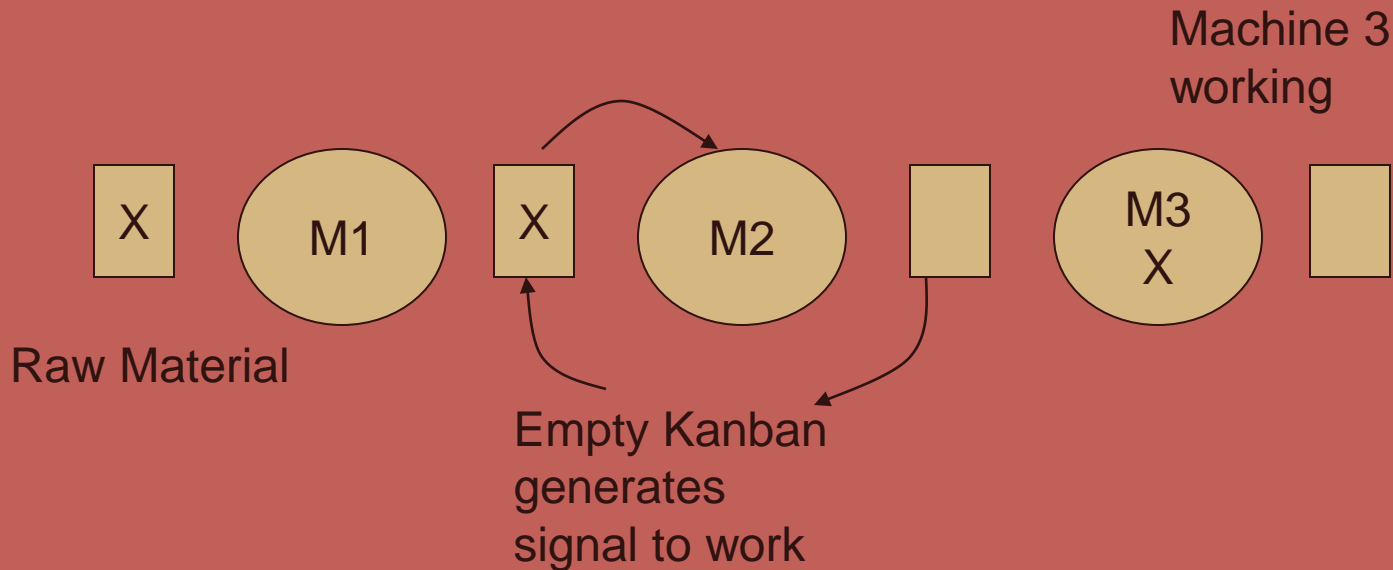 Machine 3
working
X
M1
X
M2
M3
X
Raw Material
Empty Kanban
generates
signal to work